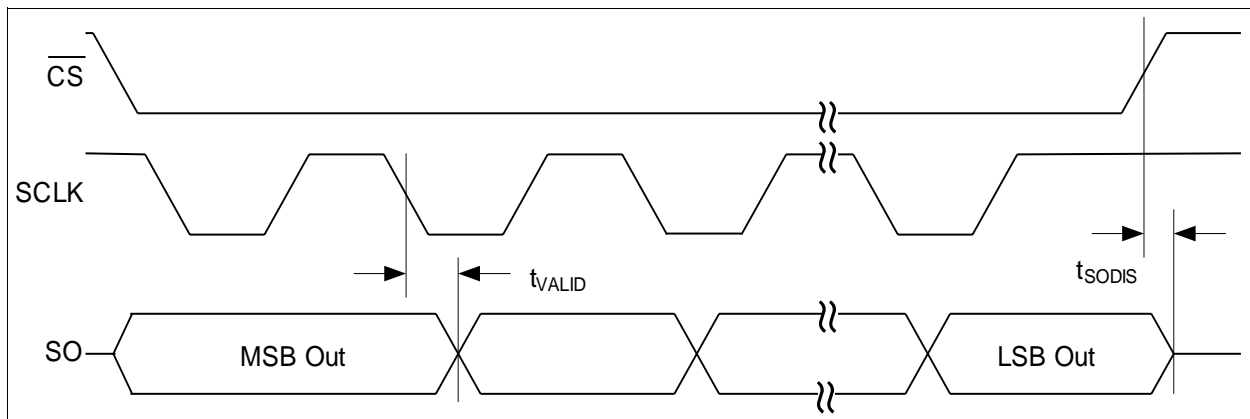 CS
SCLK
tVALID
tSODIS
SO
MSB Out
LSB Out